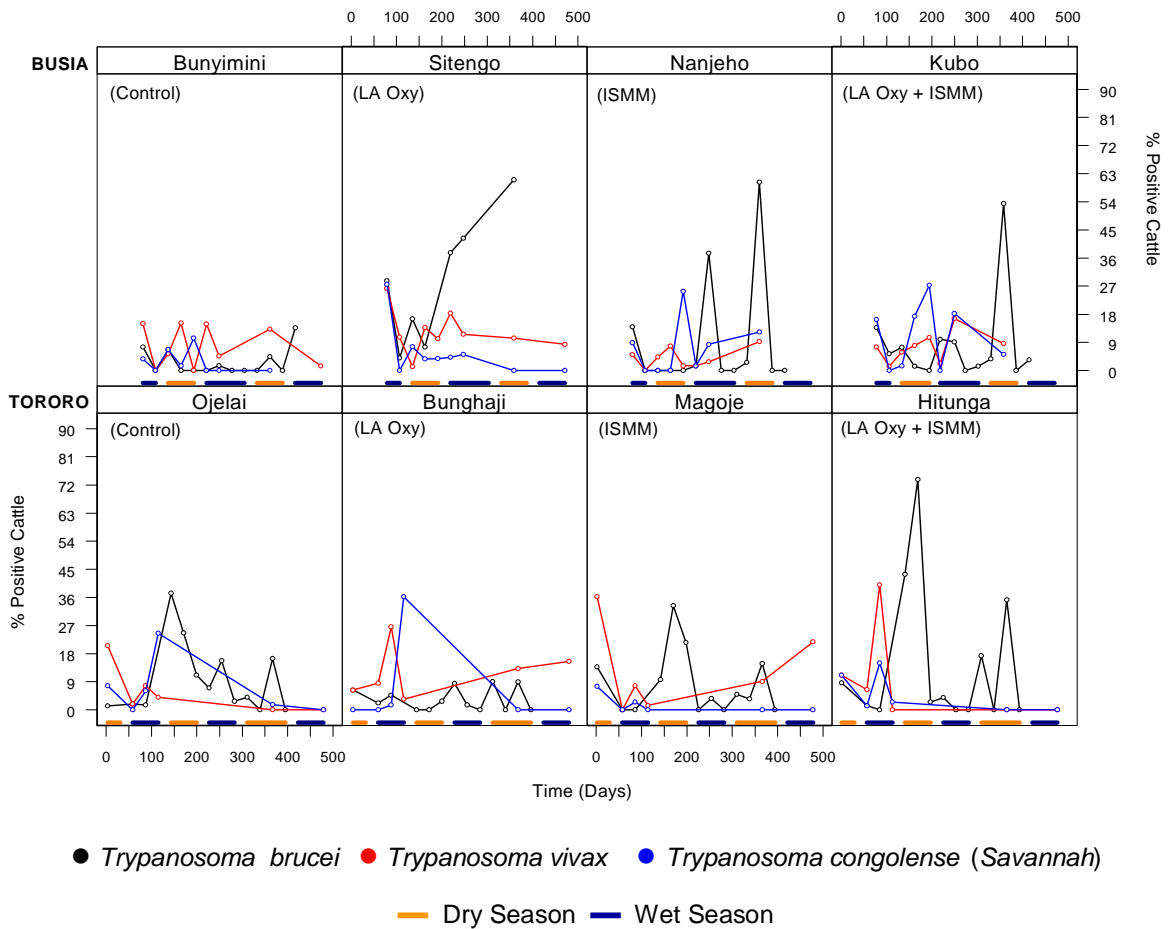 0 100 200 300 400 500 0 100 200 300 400 500
BUSIA Bunyimini Sitengo Nanjeho Kubo
(Control) (LA Oxy) (ISMM) (LA Oxy + ISMM)
90
81
72
63
54
45
36
27
18
9
0
% Positive Cattle
TORORO Ojelai Bunghaji Magoje Hitunga
(Control) (LA Oxy) (ISMM) (LA Oxy + ISMM)
90
81
72
63
54
45
36
27
18
9
0
% Positive Cattle
0 100 200 300 400 500 0 100 200 300 400 500
Time (Days)
Trypanosoma brucei Trypanosoma vivax Trypanosoma congolense (Savannah)
Dry Season Wet Season